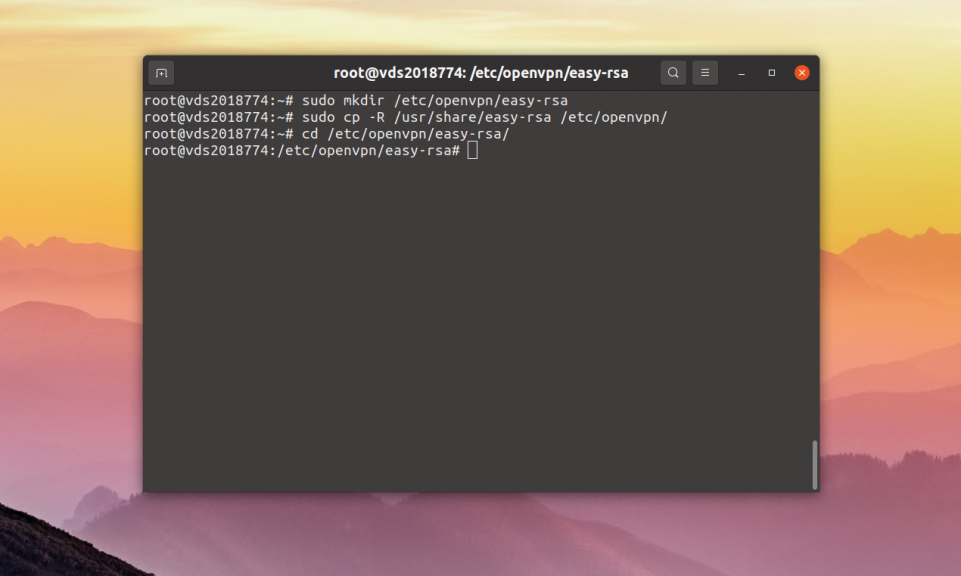 root@vds2018774: /etc/openvpn/easy-rsa
root@vds2018774:~# sudo mkdir /etc/openvpn/easy-rsa
root@vds2018774:~# sudo cp -R /usr/share/easy-rsa /etc/openvpn/
root@vds2018774:~# cd /etc/openvpn/easy-rsa/
root@vds2018774:/etc/openvpn/easy-rsa#